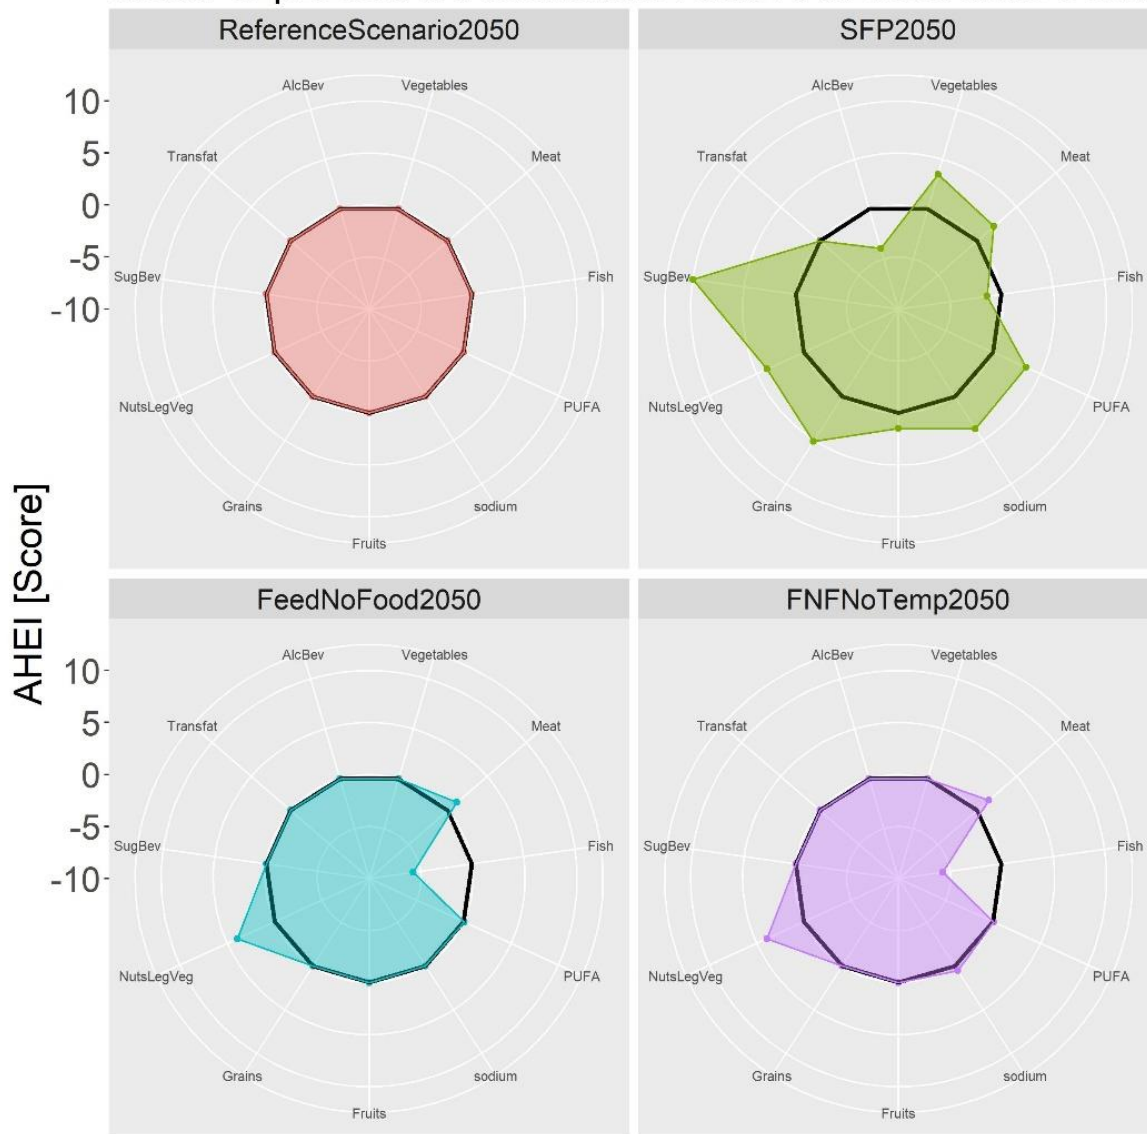 ReferenceScenario2050
SFP2050
AlcBev
Vegetables
Transfat
Meat
SugBev
Fish
NutsLegVeg
PUFA
Grains
sodium
Fruits
AlcBev
Vegetables
Transfat
Meat
SugBev
Fish
NutsLegVeg
PUFA
Grains
sodium
Fruits
10
5
0
-5
-10
AHEI [Score]
FeedNoFood2050
FNFNoTemp2050
AlcBev
Vegetables
Transfat
Meat
SugBev
Fish
NutsLegVeg
PUFA
Grains
sodium
Fruits
AlcBev
Vegetables
Transfat
Meat
SugBev
Fish
NutsLegVeg
PUFA
Grains
sodium
Fruits
10
5
0
-5
-10